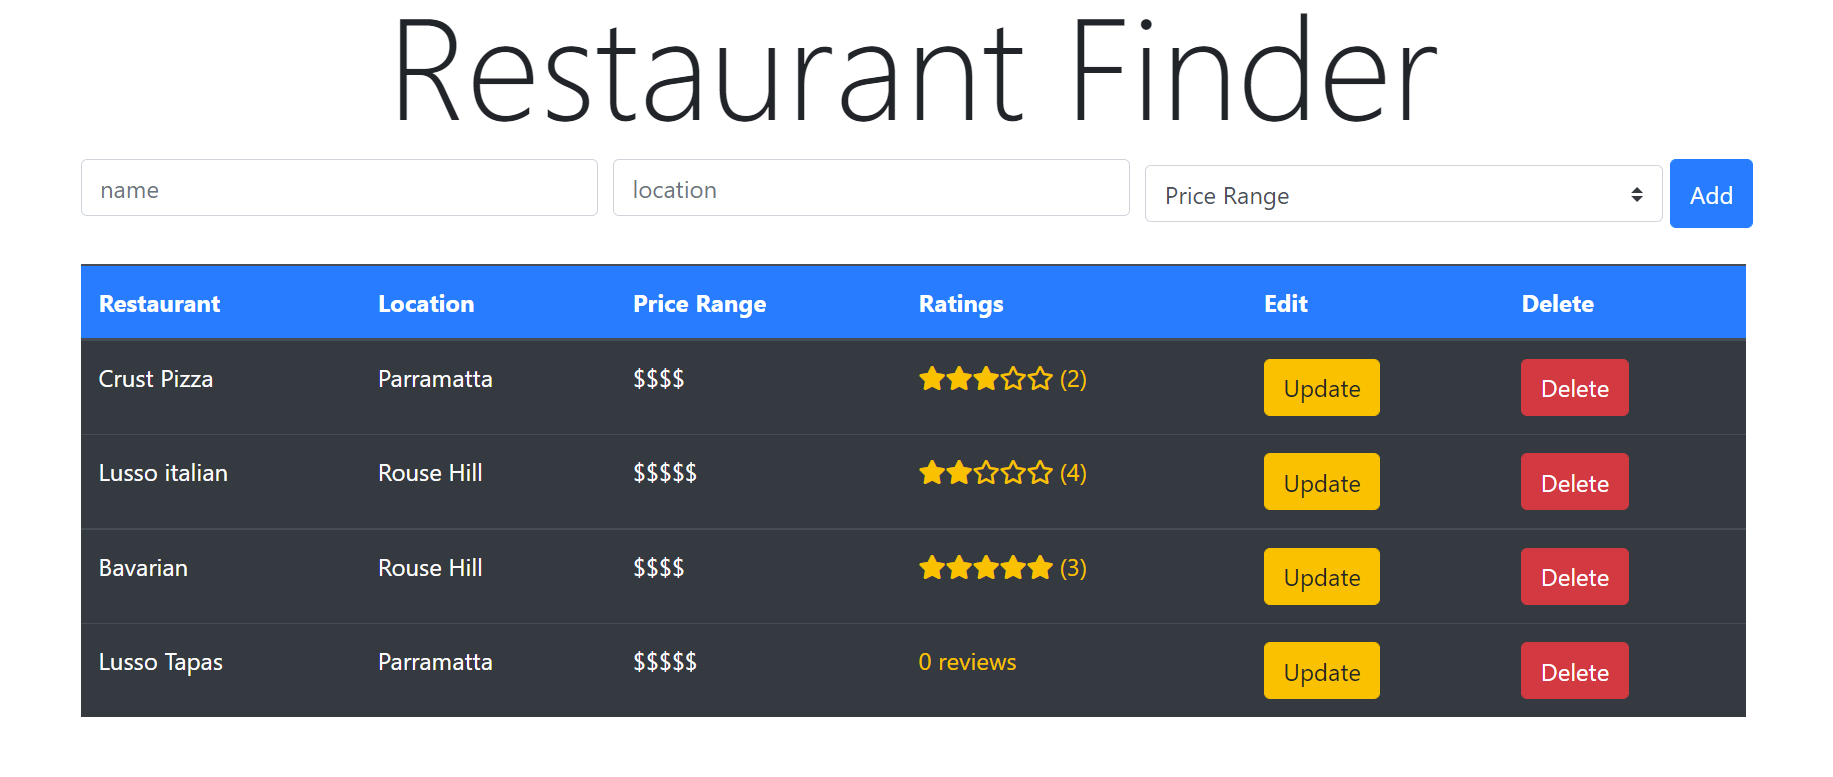 Restaurant Finder
name location Price Range Add
Restaurant Location Price Range Ratings Edit Delete
Crust Pizza Parramatta $$$$ (2) Update Delete
Lusso italian Rouse Hill $$$$$ (4) Update Delete
Bavarian Rouse Hill $$$$ (3) Update Delete
Lusso Tapas Parramatta $$$$$ 0 reviews Update Delete